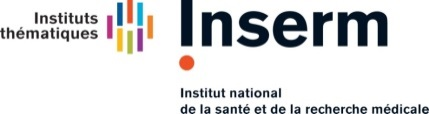 Instituts
thématiques
Inserm
Institut national
de la santé et de la recherche médicale